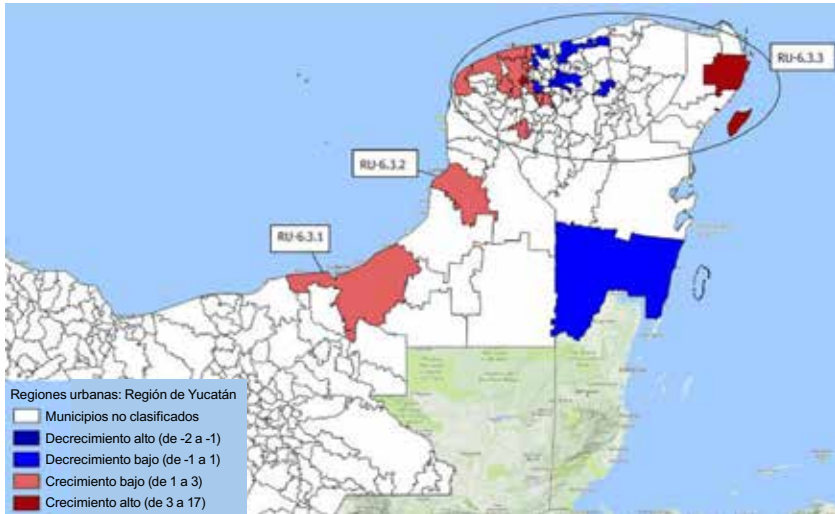 RU-6.3.3
RU-6.3.2
RU-6.3.1
Regiones urbanas: Región de Yucatán
Municipios no clasificados
Decrecimiento alto (de -2 a -1)
Decrecimiento bajo (de -1 a 1)
Crecimiento bajo (de 1 a 3)
Crecimiento alto (de 3 a 17)